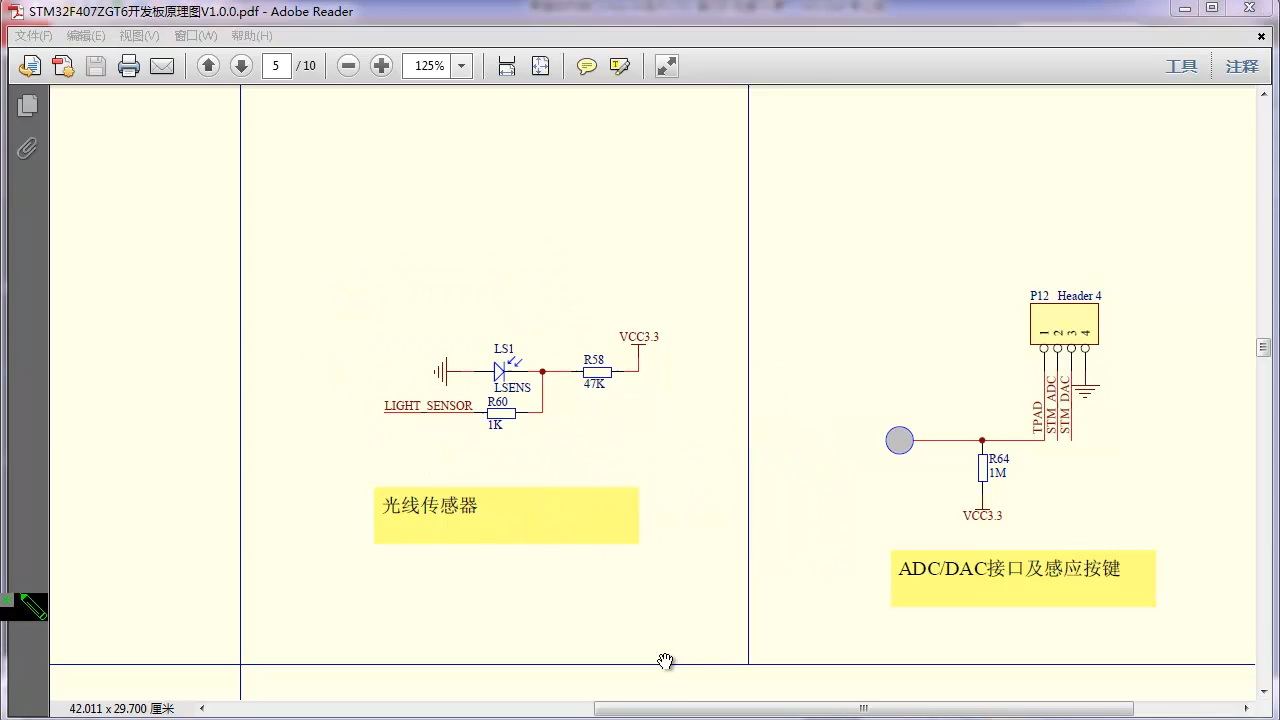 STM32F407ZGT6开发板原理图V1.0.0.pdf - Adobe Reader
文件(F) 编辑(E) 视图(V) 窗口(W) 帮助(H)
5 / 10 125% 工具 注释
P12 Header 4
1 2 3 4
VCC3.3
LS1
R58
LSENS
47K
LIGHT_SENSOR
R60
1K
TPAD
STM_ADC
STM_DAC
R64
1M
VCC3.3
光线传感器
ADC/DAC接口及感应按键
42.011 x 29.700 厘米